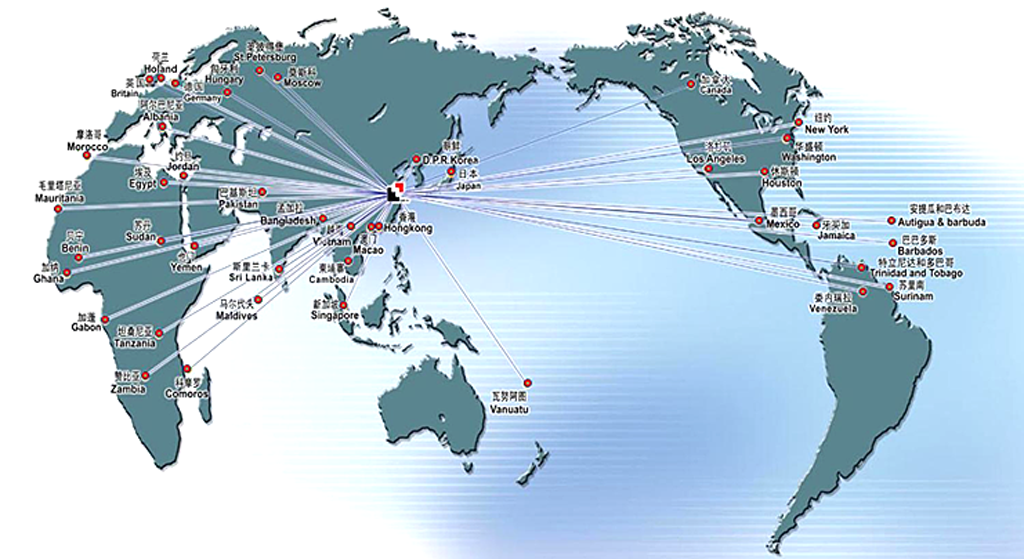 荷兰
Holand
英国
Britain
德国
Germany
匈牙利
Hungary
圣彼得堡
St.Petersburg
莫斯科
Moscow
阿尔巴尼亚
Albania
摩洛哥
Morocco
约旦
Jordan
埃及
Egypt
毛里塔尼亚
Mauritania
巴基斯坦
Pakistan
孟加拉
Bangladesh
苏丹
Sudan
贝宁
Benin
加纳
Ghana
也门
Yemen
斯里兰卡
Sri Lanka
马尔代夫
Maldives
加蓬
Gabon
坦桑尼亚
Tanzania
赞比亚
Zambia
科摩罗
Comoros
朝鲜
D.P.R.Korea
日本
Japan
香港
Hongkong
澳门
Macao
越南
Vietnam
柬埔寨
Cambodia
新加坡
Singapore
瓦努阿图
Vanuatu
加拿大
Canada
纽约
New York
华盛顿
Washington
洛杉矶
Los Angeles
休斯顿
Houston
墨西哥
Mexico
牙买加
Jamaica
安提瓜和巴布达
Autigua & barbuda
巴巴多斯
Barbados
特立尼达和多巴哥
Trinidad and Tobago
苏里南
Surinam
委内瑞拉
Venezuela